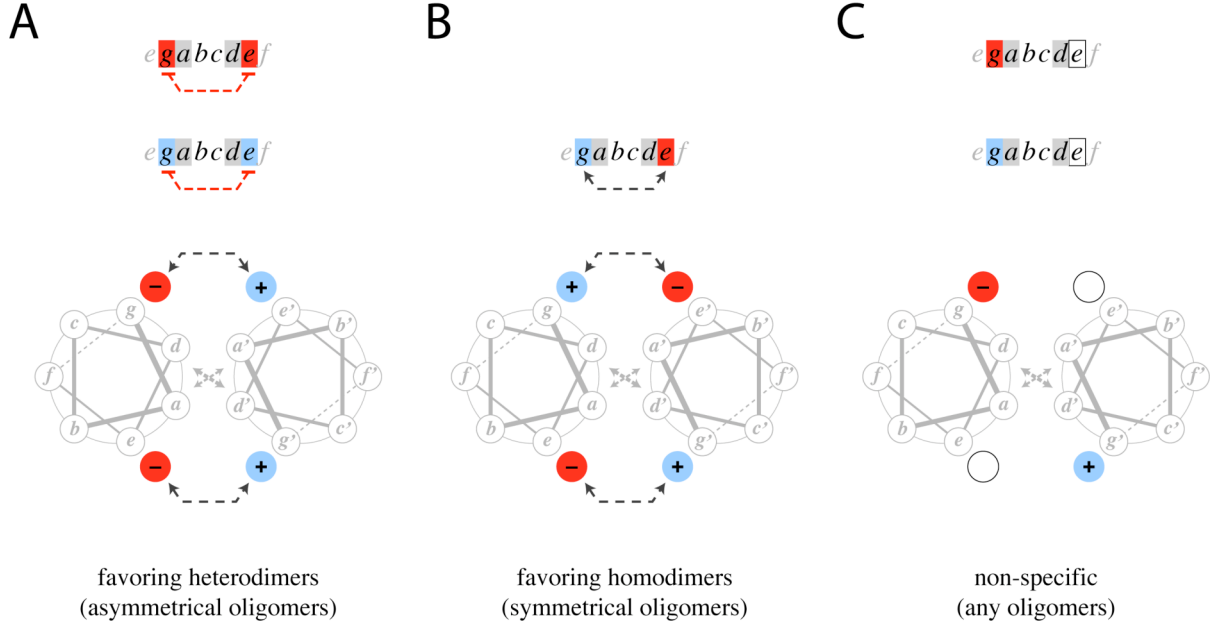 A
e g a b c d e f
e g a b c d e f
− +
g e'
c b'
d a'
f f'
a d'
b c'
e g'
− +
favoring heterodimers
(asymmetrical oligomers)
B
e g a b c d e f
+ −
g e'
c b'
d a'
f f'
a d'
b c'
e g'
− +
favoring homodimers
(symmetrical oligomers)
C
e g a b c d e f
e g a b c d e f
−
g e'
c b'
d a'
f f'
a d'
b c'
e g'
+
non-specific
(any oligomers)